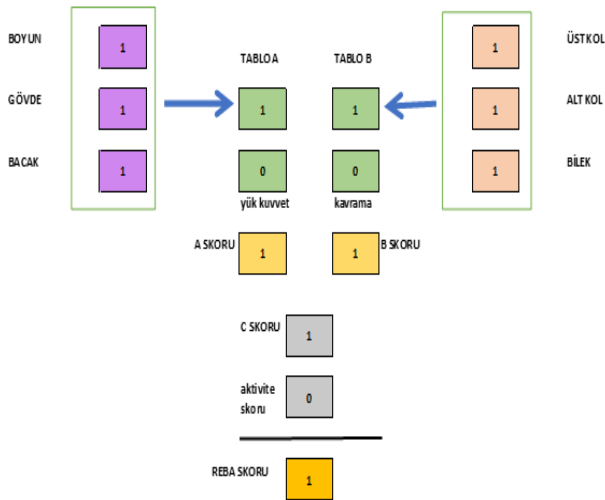 BOYUN 1
GÖVDE 1
BACAK 1
TABLO A
1
0
yük kuvvet
TABLO B
1
0
kavrama
1 ÜST KOL
1 ALT KOL
1 BİLEK
A SKORU 1
1 B SKORU
C SKORU 1
aktivite
skoru 0
REBA SKORU 1